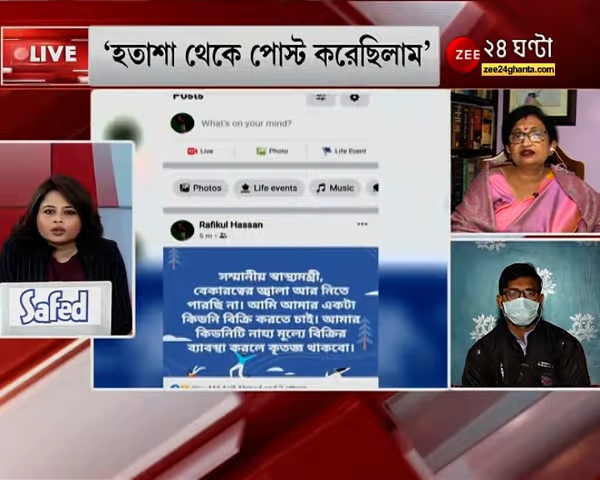 LIVE
‘হতাশা থেকে পোস্ট করেছিলাম’
ZEE ২৪ ঘণ্টা
zee24ghanta.com
Posts
What's on your mind?
Live
Photo
Life Event
Photos
Life events
Music
Rafikul Hassan
5 m
সম্মানীয় স্বাস্থ্যমন্ত্রী,
বেকারত্বের জ্বালা আর নিতে
পারছি না। আমি আমার একটা
কিডনি বিক্রি করতে চাই। আমার
কিডনিটি নায্য মূল্যে বিক্রির
ব্যাবস্থা করলে কৃতজ্ঞ থাকবো।
Safed